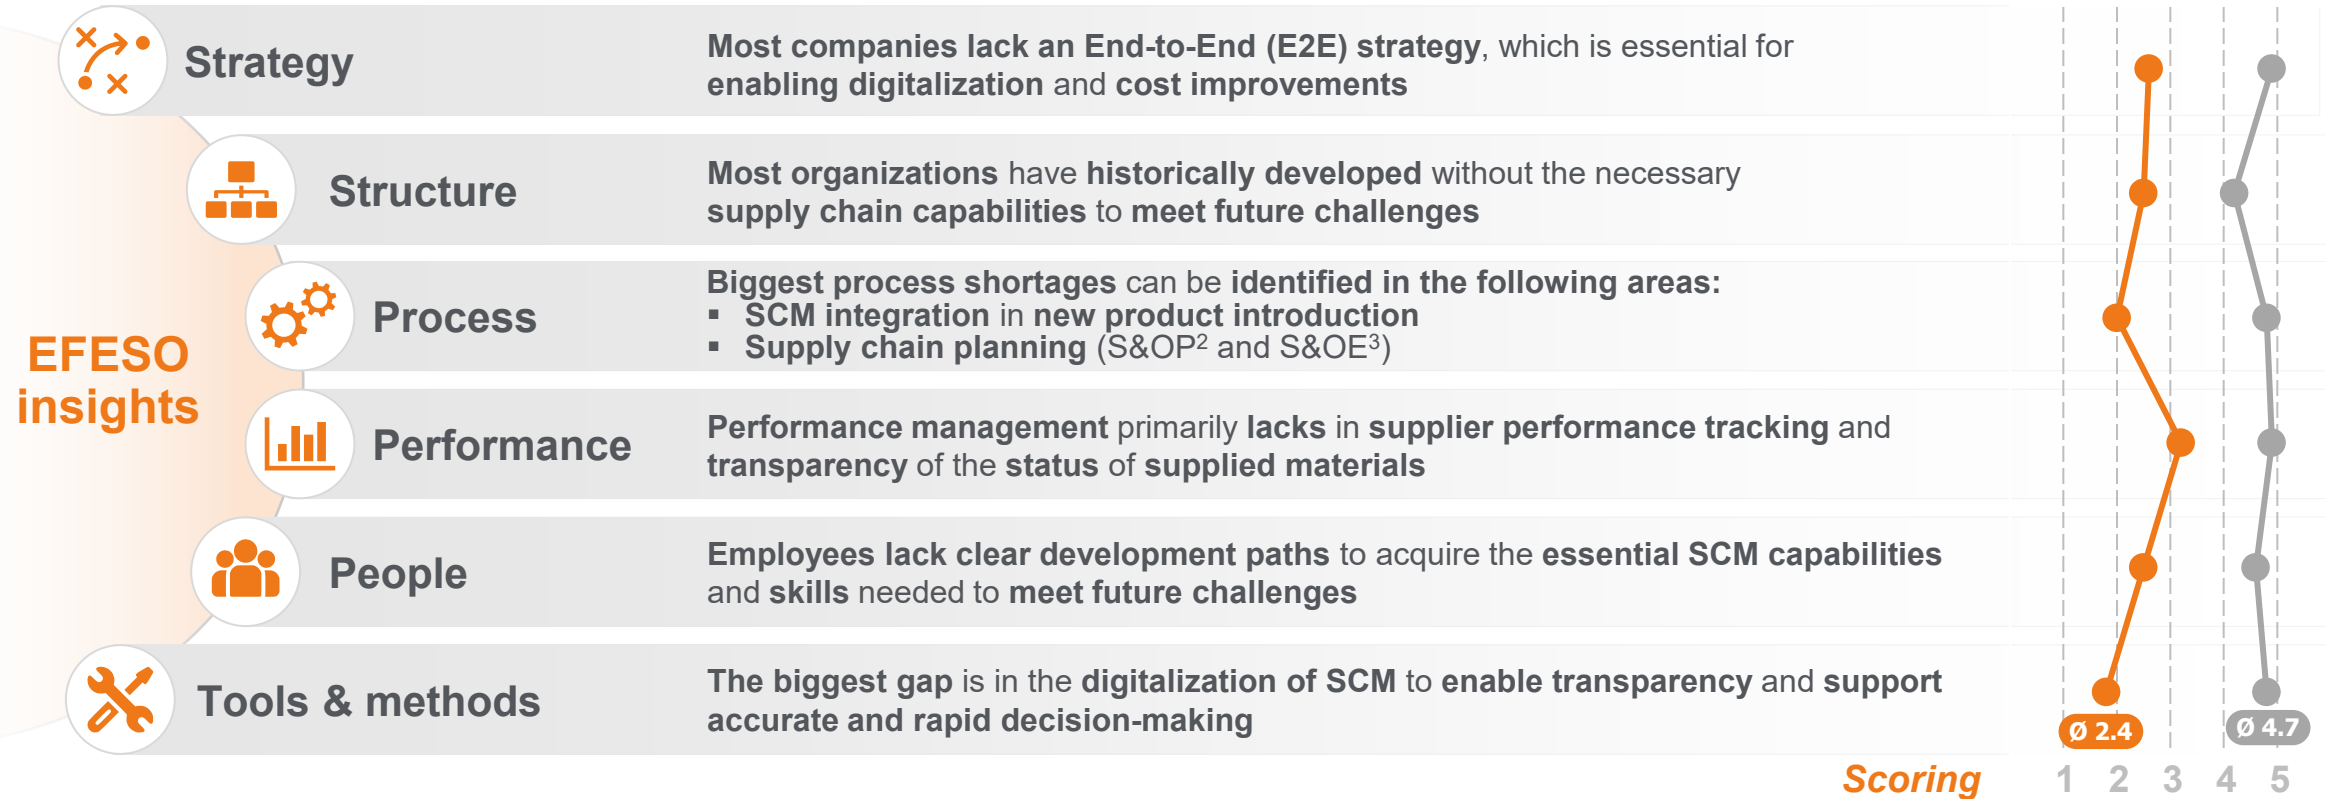 Strategy
Most companies lack an End-to-End (E2E) strategy, which is essential for
enabling digitalization and cost improvements
Structure
Most organizations have historically developed without the necessary
supply chain capabilities to meet future challenges
EFESO
insights
Process
Biggest process shortages can be identified in the following areas:
▪ SCM integration in new product introduction
▪ Supply chain planning (S&OP² and S&OE³)
Performance
Performance management primarily lacks in supplier performance tracking and
transparency of the status of supplied materials
People
Employees lack clear development paths to acquire the essential SCM capabilities
and skills needed to meet future challenges
Tools & methods
The biggest gap is in the digitalization of SCM to enable transparency and support
accurate and rapid decision-making
Ø 2.4
Ø 4.7
Scoring 1 2 3 4 5